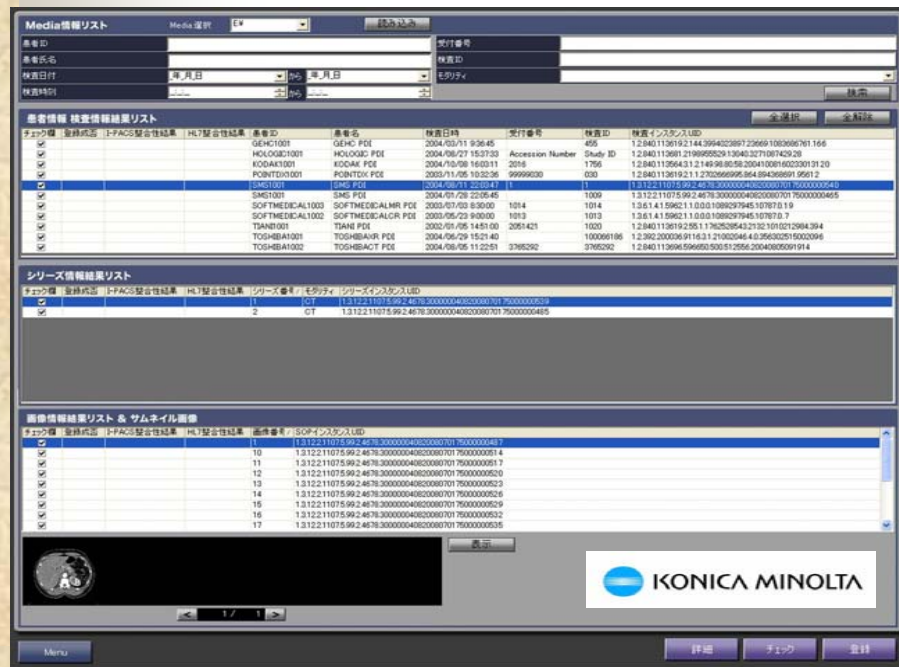 Media情報リスト Media選択 E¥ 読み込み
患者ID 受付番号
患者氏名 検査ID
検査日付 _年_月_日 から _年_月_日 モダリティ
検査時刻 _:_:_ から _:_:_ 検索
患者情報 検査情報結果リスト 全選択 全解除
チェック欄 登録成否 I-PACS整合性結果 HL7整合性結果 患者ID 患者名 検査日時 受付番号 検査ID 検査インスタンスUID
GEHC1001 GEHC PDI 2004/03/11 9:36:45 455
HOLOGIC1001 HOLOGIC PDI 2004/08/27 15:37:33 Accession Number Study ID
KODAK1001 KODAK PDI 2004/10/08 16:03:11 2016 1756
POINTDX1001 POINTDX PDI 2003/11/05 10:32:36 99999030 030
SMS1001 SMS PDI 2004/08/11 22:03:47 1 1
SMS1001 SMS PDI 2004/01/28 22:05:45 1009
SOFTMEDICAL1003 SOFTMEDICALMR PDI 2003/07/03 8:30:00 1014 1014
SOFTMEDICAL1002 SOFTMEDICALCR PDI 2003/05/23 9:00:00 1013 1013
TIANI1001 TIANI PDI 2002/01/05 14:51:00 2051421 1020
TOSHIBA1001 TOSHIBAXR PDI 2004/06/29 15:21:40 100066186
TOSHIBA1002 TOSHIBACT PDI 2004/08/05 11:22:51 3765292 3765292
シリーズ情報結果リスト
チェック欄 登録成否 I-PACS整合性結果 HL7整合性結果 シリーズ番号 モダリティ シリーズインスタンスUID
1 CT
2 CT
画像情報結果リスト & サムネイル画像
チェック欄 登録成否 I-PACS整合性結果 HL7整合性結果 画像番号 SOPインスタンスUID
1
10
11
12
13
14
15
16
17
表示
KONICA MINOLTA
< 1 / 1 >
Menu 詳細 チェック 登録